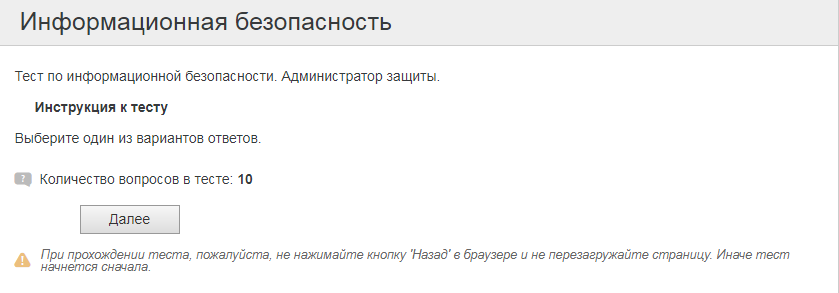 Информационная безопасность
Тест по информационной безопасности. Администратор защиты.
Инструкция к тесту
Выберите один из вариантов ответов.
? Количество вопросов в тесте: 10
Далее
При прохождении теста, пожалуйста, не нажимайте кнопку 'Назад' в браузере и не перезагружайте страницу. Иначе тест
начнется сначала.